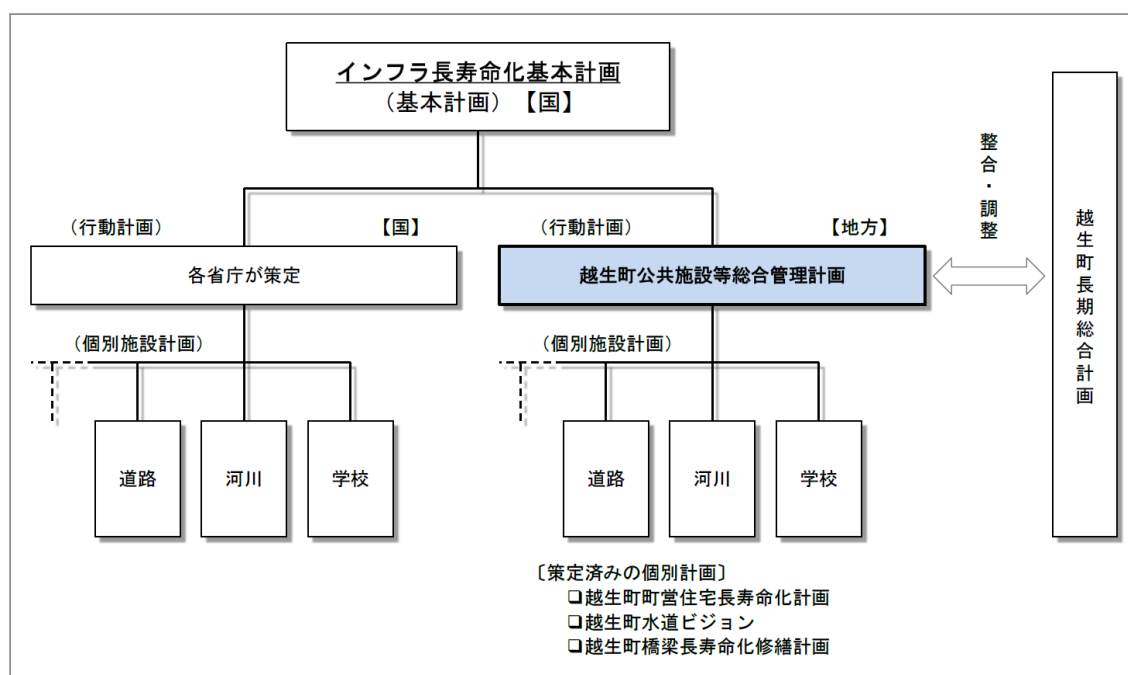 インフラ長寿命化基本計画
（基本計画）【国】
（行動計画）
【国】
各省庁が策定
（個別施設計画）
道路
河川
学校
（行動計画）
【地方】
越生町公共施設等総合管理計画
（個別施設計画）
道路
河川
学校
〔策定済みの個別計画〕
❑越生町町営住宅長寿命化計画
❑越生町水道ビジョン
❑越生町橋梁長寿命化修繕計画
整合・調整
越生町長期総合計画